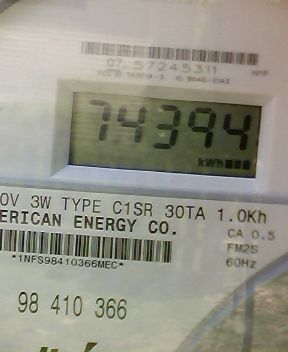 07 57245311
74394
kWh
0V 3W TYPE C1SR 30TA 1.0Kh
ERICAN ENERGY CO.
CA 0.5
FM2S
*1NFS98410366MEC*
60Hz
98 410 366